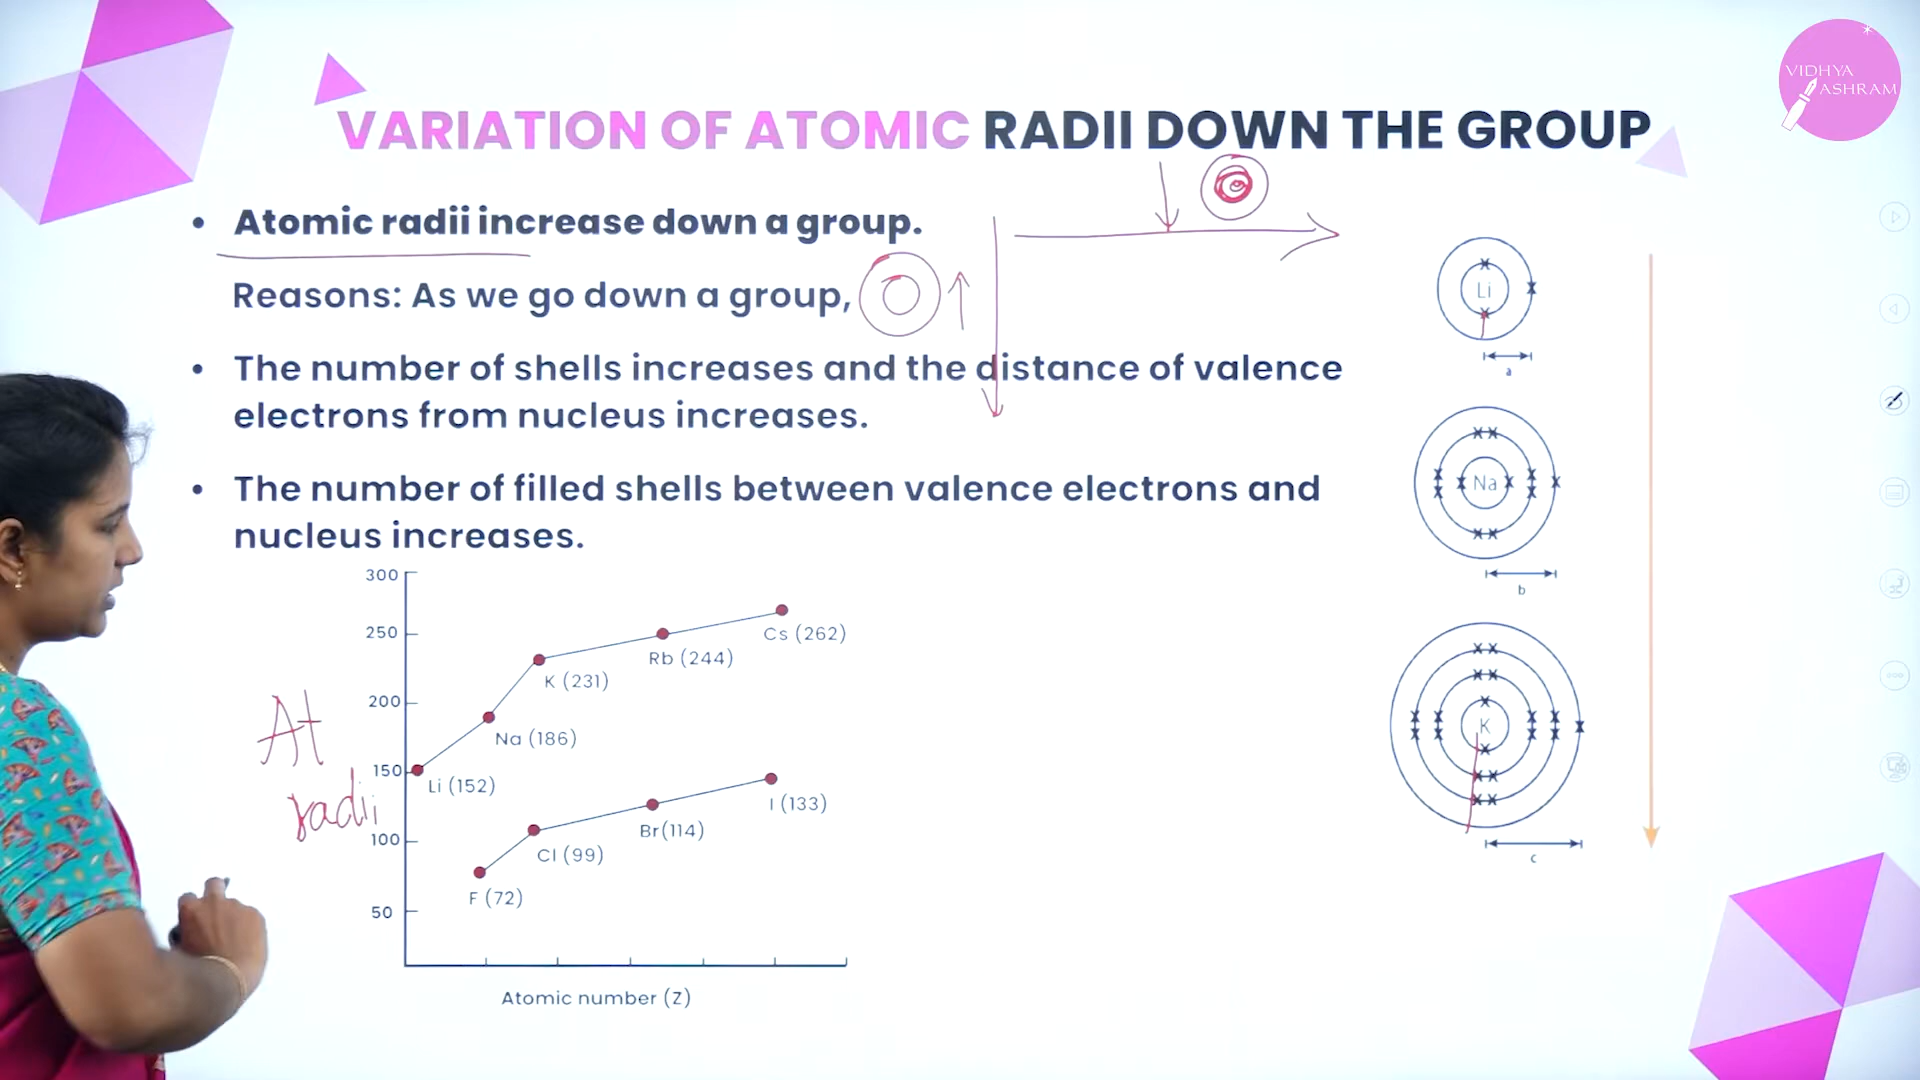 VIDHYA
ASHRAM
VARIATION OF ATOMIC RADII DOWN THE GROUP
• Atomic radii increase down a group.
Reasons: As we go down a group,
• The number of shells increases and the distance of valence
electrons from nucleus increases.
• The number of filled shells between valence electrons and
nucleus increases.
300
250
200
150
100
50
At
radii
Cs (262)
Rb (244)
K (231)
Na (186)
Li (152)
I (133)
Br(114)
Cl (99)
F (72)
Atomic number (Z)
Li
a
Na
b
K
c